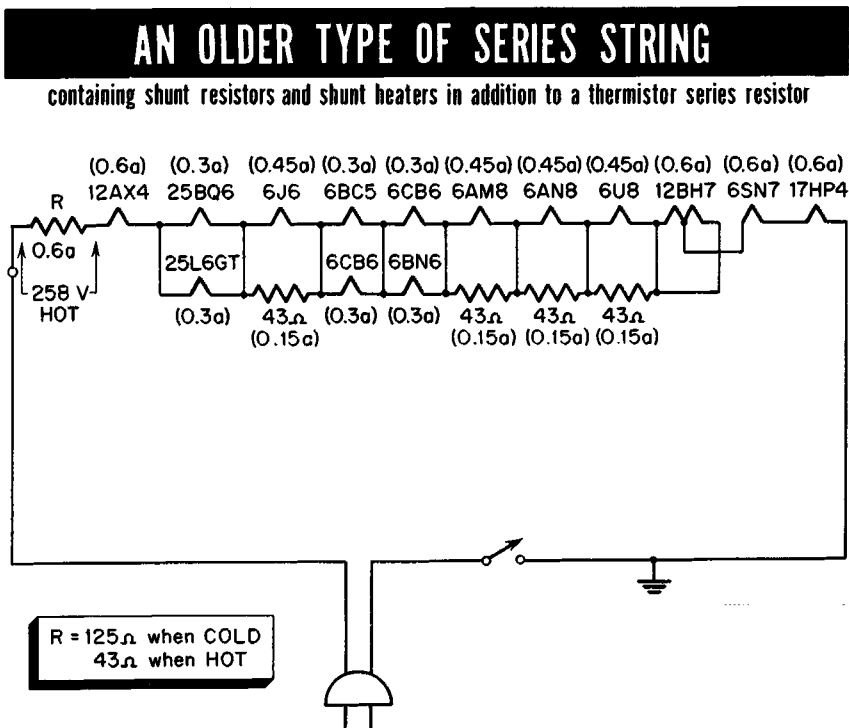 AN OLDER TYPE OF SERIES STRING
containing shunt resistors and shunt heaters in addition to a thermistor series resistor
(0.6a) (0.3a) (0.45a) (0.3a) (0.3a) (0.45a) (0.45a) (0.45a) (0.6a) (0.6a) (0.6a)
R 12AX4 25BQ6 6J6 6BC5 6CB6 6AM8 6AN8 6U8 12BH7 6SN7 17HP4
0.6a 25L6GT 6CB6 6BN6
258 V
HOT
(0.3a) 43Ω (0.3a) (0.3a) 43Ω 43Ω 43Ω
(0.15a) (0.15a) (0.15a) (0.15a)
R = 125Ω when COLD
43Ω when HOT